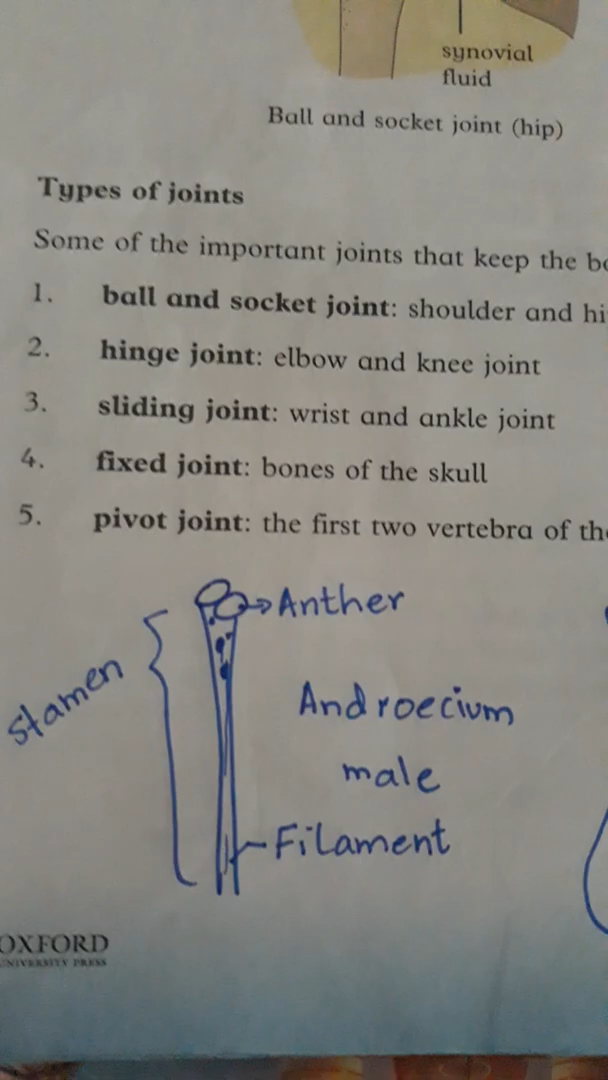 synovial
fluid
Ball and socket joint (hip)
Types of joints
Some of the important joints that keep the
1. ball and socket joint: shoulder and
2. hinge joint: elbow and knee joint
3. sliding joint: wrist and ankle joint
4. fixed joint: bones of the skull
5. pivot joint: the first two vertebra of
Anther
Stamen
Androecium
male
Filament
OXFORD
UNIVERSITY PRESS